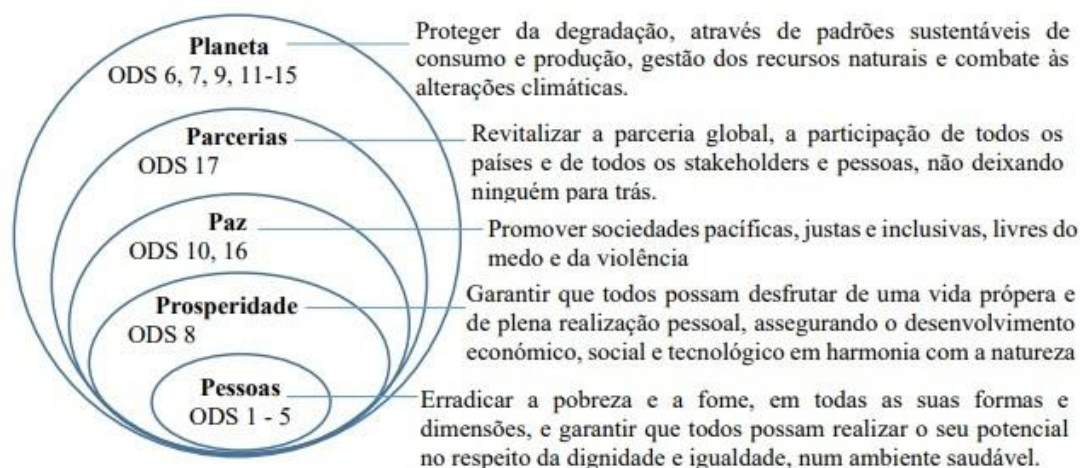 Planeta
ODS 6, 7, 9, 11-15
Proteger da degradação, através de padrões sustentáveis de
consumo e produção, gestão dos recursos naturais e combate às
alterações climáticas.
Parcerias
ODS 17
Revitalizar a parceria global, a participação de todos os
países e de todos os stakeholders e pessoas, não deixando
ninguém para trás.
Paz
ODS 10, 16
Promover sociedades pacíficas, justas e inclusivas, livres do
medo e da violência
Prosperidade
ODS 8
Garantir que todos possam desfrutar de uma vida própera e
de plena realização pessoal, assegurando o desenvolvimento
económico, social e tecnológico em harmonia com a natureza
Pessoas
ODS 1 - 5
Erradicar a pobreza e a fome, em todas as suas formas e
dimensões, e garantir que todos possam realizar o seu potencial
no respeito da dignidade e igualdade, num ambiente saudável.